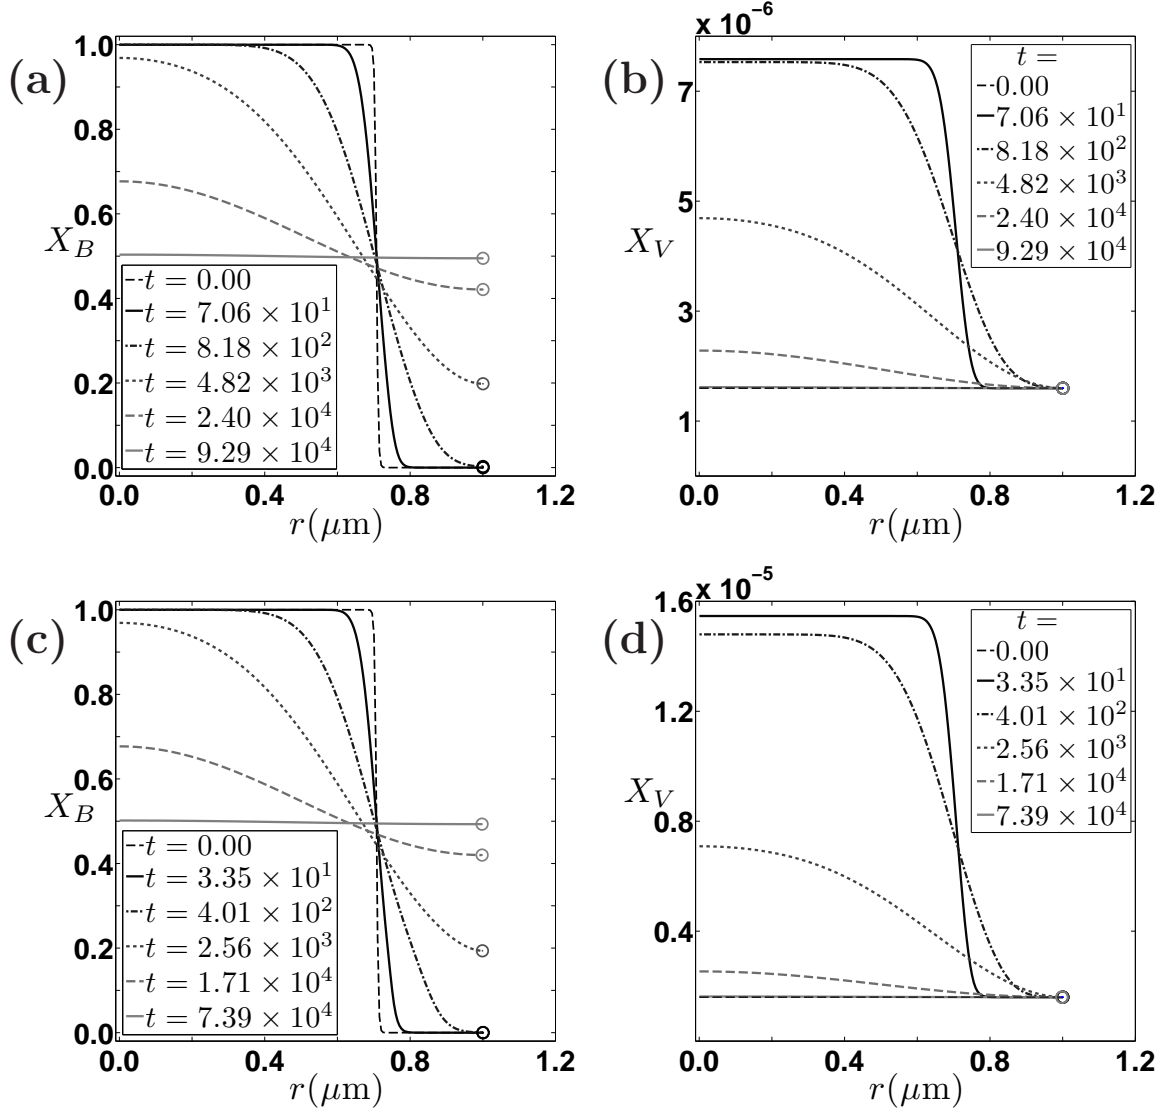 (a)
1.0
0.8
0.6
X_B
0.4
0.2
0.0
t = 0.00
t = 7.06 × 10^1
t = 8.18 × 10^2
t = 4.82 × 10^3
t = 2.40 × 10^4
t = 9.29 × 10^4
0.0 0.4 0.8 1.2
r(μm)
(b)
x 10^-6
7
5
X_V
3
1
t =
0.00
7.06 × 10^1
8.18 × 10^2
4.82 × 10^3
2.40 × 10^4
9.29 × 10^4
0.0 0.4 0.8 1.2
r(μm)
(c)
1.0
0.8
0.6
X_B
0.4
0.2
0.0
t = 0.00
t = 3.35 × 10^1
t = 4.01 × 10^2
t = 2.56 × 10^3
t = 1.71 × 10^4
t = 7.39 × 10^4
0.0 0.4 0.8 1.2
r(μm)
(d)
x 10^-5
1.6
1.2
X_V
0.8
0.4
t =
0.00
3.35 × 10^1
4.01 × 10^2
2.56 × 10^3
1.71 × 10^4
7.39 × 10^4
0.0 0.4 0.8 1.2
r(μm)